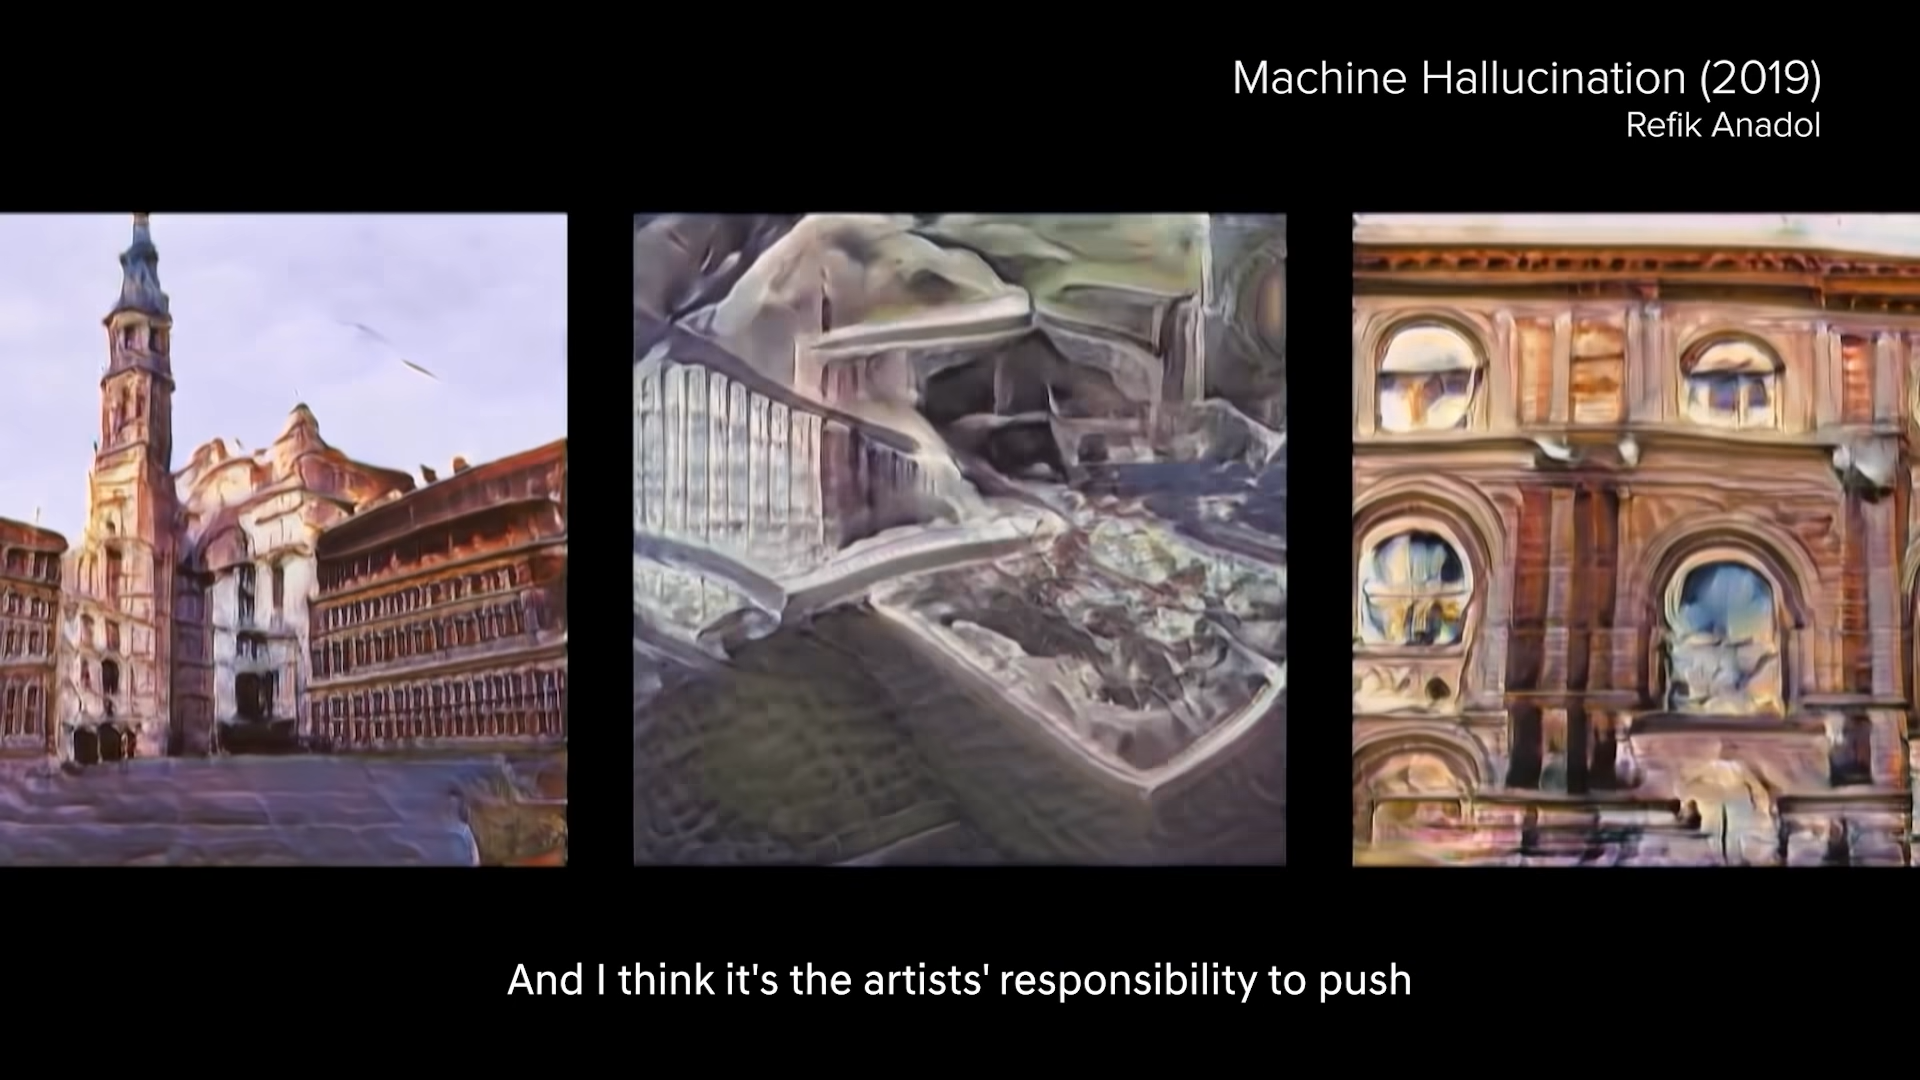 Machine Hallucination (2019)
Refik Anadol
And I think it's the artists' responsibility to push